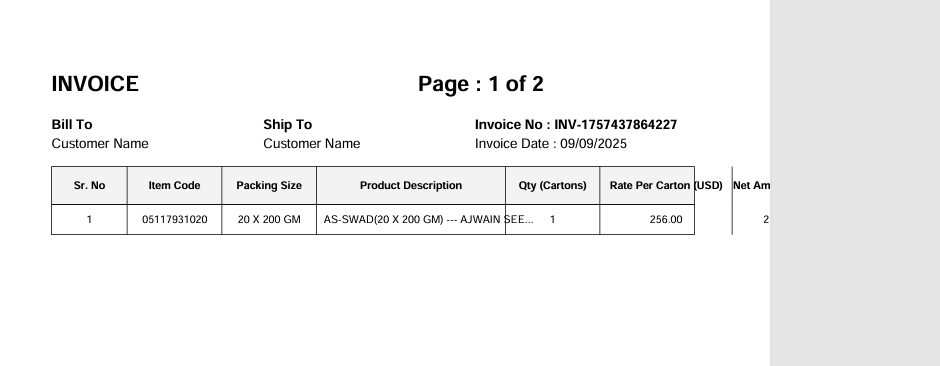 INVOICE Page : 1 of 2
Bill To Ship To Invoice No : INV-1757437864227
Customer Name Customer Name Invoice Date : 09/09/2025
Sr. No Item Code Packing Size Product Description Qty (Cartons) Rate Per Carton (USD) Net Am
1 05117931020 20 X 200 GM AS-SWAD(20 X 200 GM) --- AJWAIN SEE... 1 256.00 2